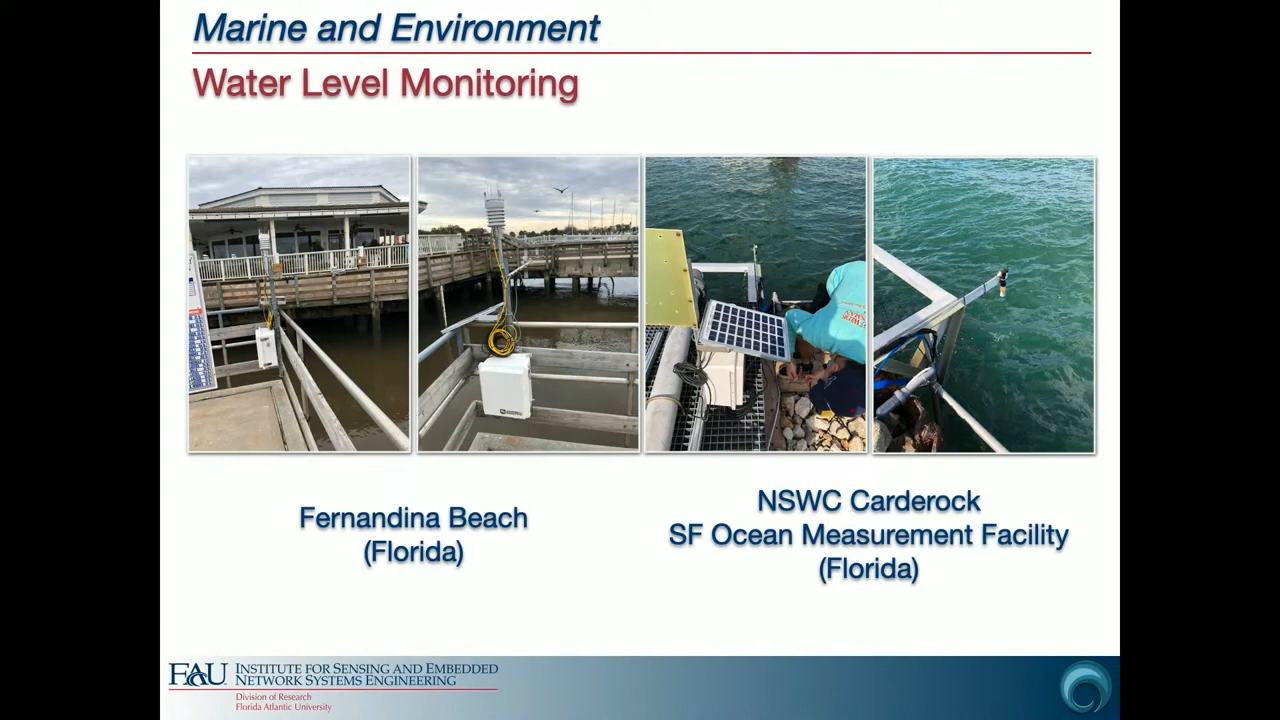 Marine and Environment
Water Level Monitoring
Fernandina Beach
(Florida)
NSWC Carderock
SF Ocean Measurement Facility
(Florida)
FAU INSTITUTE FOR SENSING AND EMBEDDED
NETWORK SYSTEMS ENGINEERING
Division of Research
Florida Atlantic University